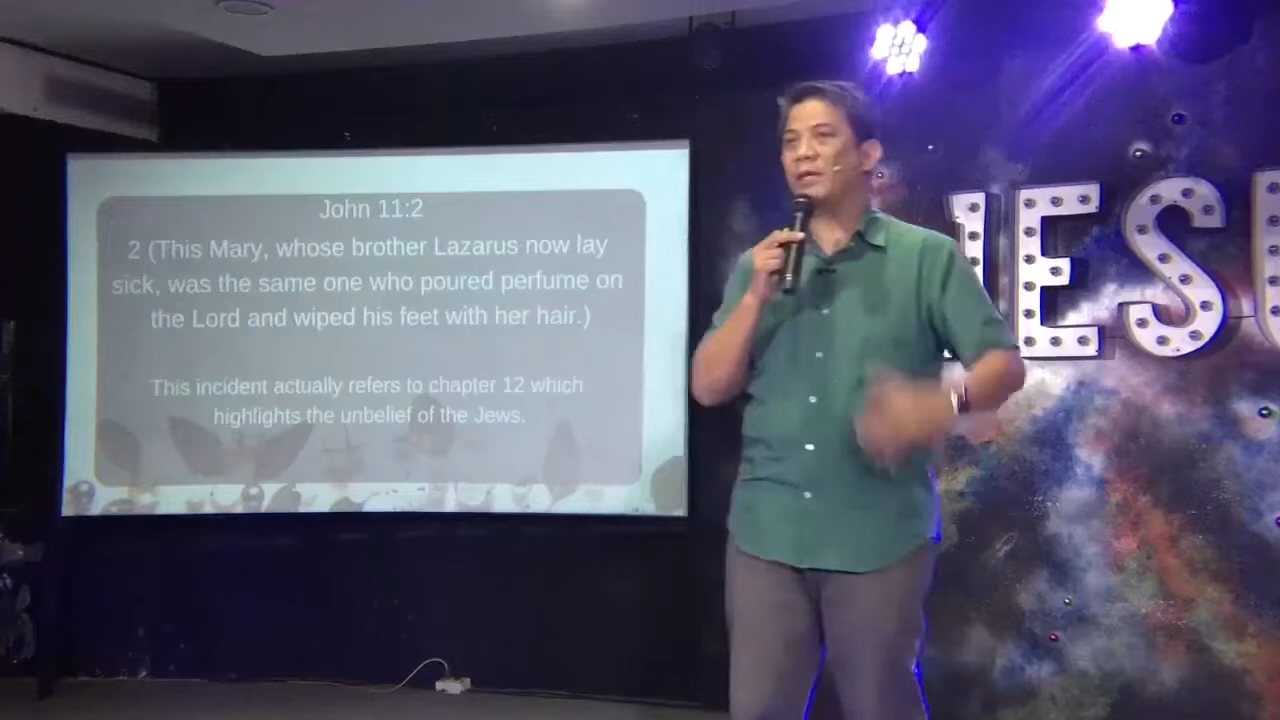 John 11:2
2 (This Mary, whose brother Lazarus now lay
sick, was the same one who poured perfume on
the Lord and wiped his feet with her hair.)
This incident actually refers to chapter 12 which
highlights the unbelief of the Jews.
JESU